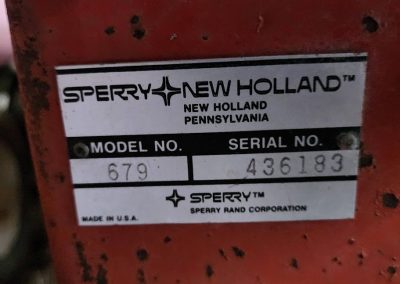 SPERRY NEW HOLLAND™
NEW HOLLAND
PENNSYLVANIA
MODEL NO. SERIAL NO.
679 436183
SPERRY™
SPERRY RAND CORPORATION
MADE IN U.S.A.